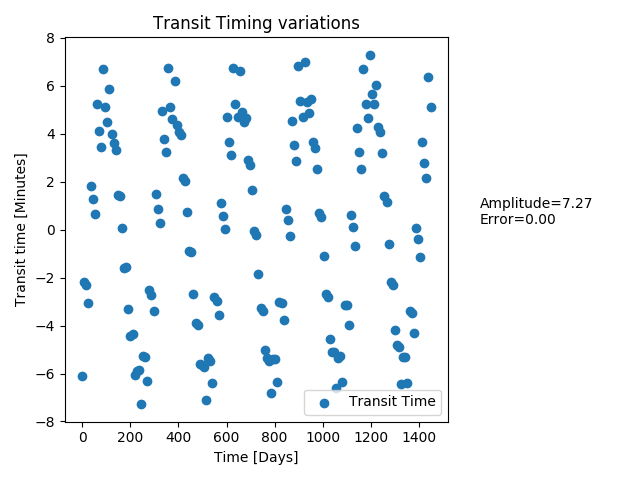 Transit Timing variations
8
6
4
2
0
−2
−4
−6
−8
Transit time [Minutes]
0 200 400 600 800 1000 1200 1400
Time [Days]
Transit Time
Amplitude=7.27
Error=0.00